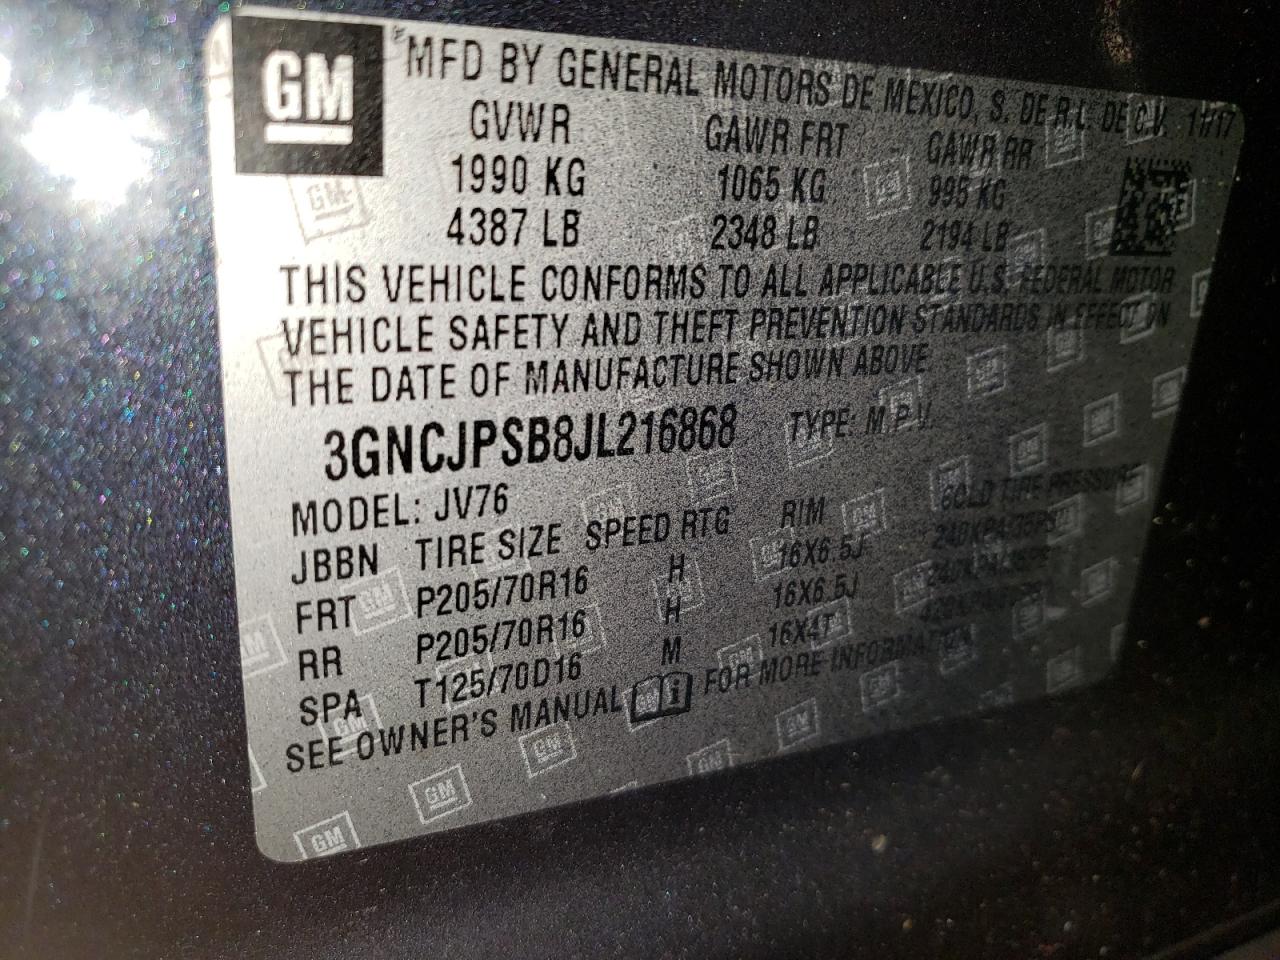 GM
MFD BY GENERAL MOTORS DE MEXICO, S. DE R.L. DE C.V. 11/17
GVWR GAWR FRT GAWR RR
1990 KG 1065 KG 995 KG
4387 LB 2348 LB 2194 LB
THIS VEHICLE CONFORMS TO ALL APPLICABLE U.S. FEDERAL MOTOR
VEHICLE SAFETY AND THEFT PREVENTION STANDARDS IN EFFECT ON
THE DATE OF MANUFACTURE SHOWN ABOVE.
3GNCJPSB8JL216868 TYPE: M.P.V.
MODEL: JV76
JBBN TIRE SIZE SPEED RTG RIM COLD TIRE PRESSURE
FRT P205/70R16 H 16X6.5J
RR P205/70R16 H 16X6.5J
SPA T125/70D16 M 16X4T
SEE OWNER'S MANUAL FOR MORE INFORMATION